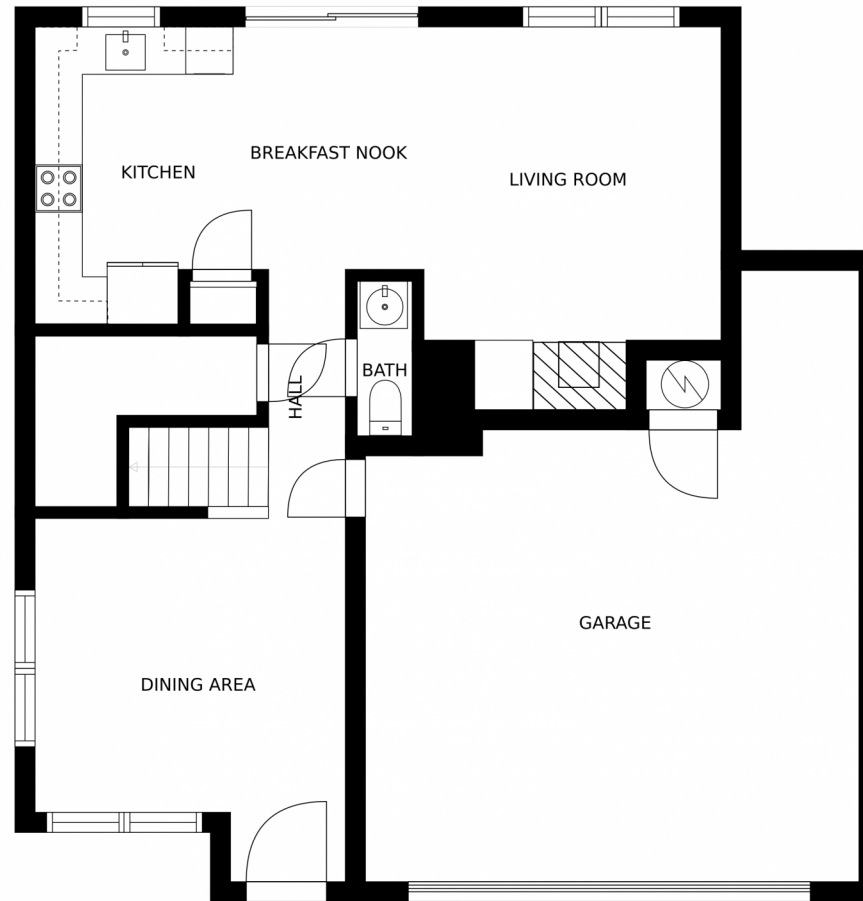 BREAKFAST NOOK
KITCHEN
LIVING ROOM
BATH
HALL
GARAGE
DINING AREA